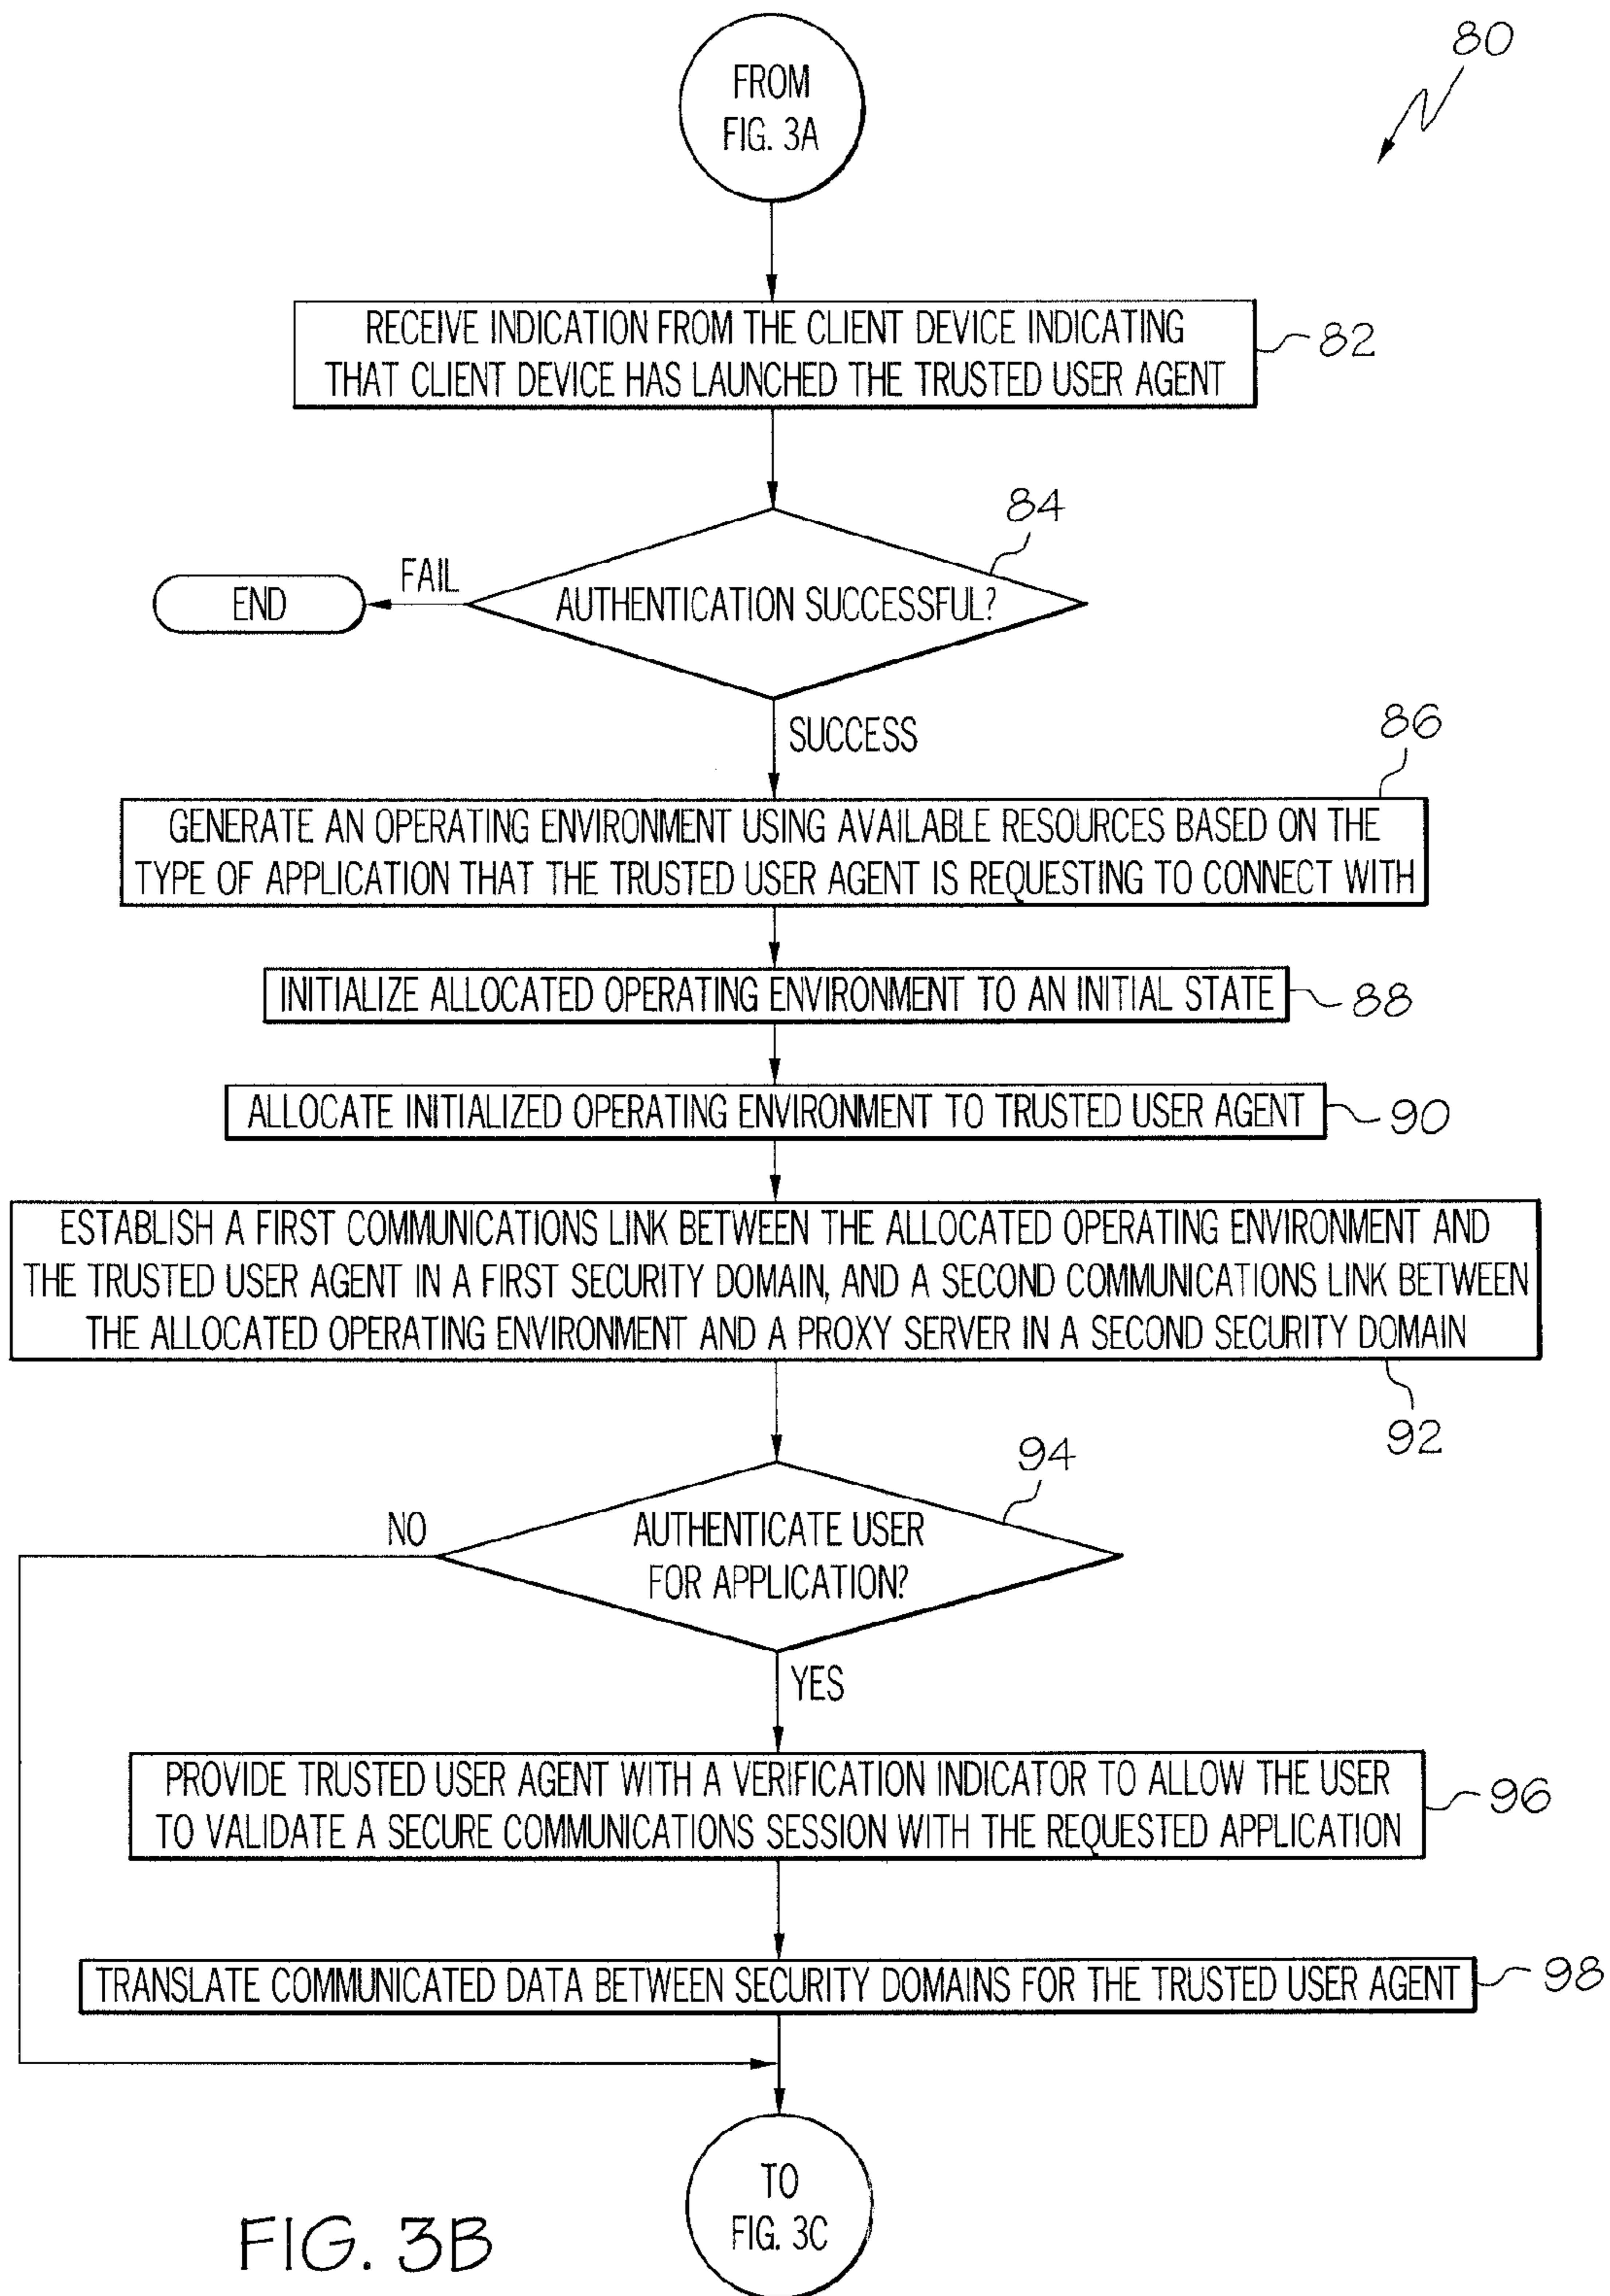 80
FROM
FIG. 3A
RECEIVE INDICATION FROM THE CLIENT DEVICE INDICATING
THAT CLIENT DEVICE HAS LAUNCHED THE TRUSTED USER AGENT
82
84
AUTHENTICATION SUCCESSFUL?
FAIL
END
SUCCESS
86
GENERATE AN OPERATING ENVIRONMENT USING AVAILABLE RESOURCES BASED ON THE
TYPE OF APPLICATION THAT THE TRUSTED USER AGENT IS REQUESTING TO CONNECT WITH
INITIALIZE ALLOCATED OPERATING ENVIRONMENT TO AN INITIAL STATE
88
ALLOCATE INITIALIZED OPERATING ENVIRONMENT TO TRUSTED USER AGENT
90
ESTABLISH A FIRST COMMUNICATIONS LINK BETWEEN THE ALLOCATED OPERATING ENVIRONMENT AND
THE TRUSTED USER AGENT IN A FIRST SECURITY DOMAIN, AND A SECOND COMMUNICATIONS LINK BETWEEN
THE ALLOCATED OPERATING ENVIRONMENT AND A PROXY SERVER IN A SECOND SECURITY DOMAIN
92
94
NO
AUTHENTICATE USER
FOR APPLICATION?
YES
PROVIDE TRUSTED USER AGENT WITH A VERIFICATION INDICATOR TO ALLOW THE USER
TO VALIDATE A SECURE COMMUNICATIONS SESSION WITH THE REQUESTED APPLICATION
96
TRANSLATE COMMUNICATED DATA BETWEEN SECURITY DOMAINS FOR THE TRUSTED USER AGENT
98
TO
FIG. 3C
FIG. 3B